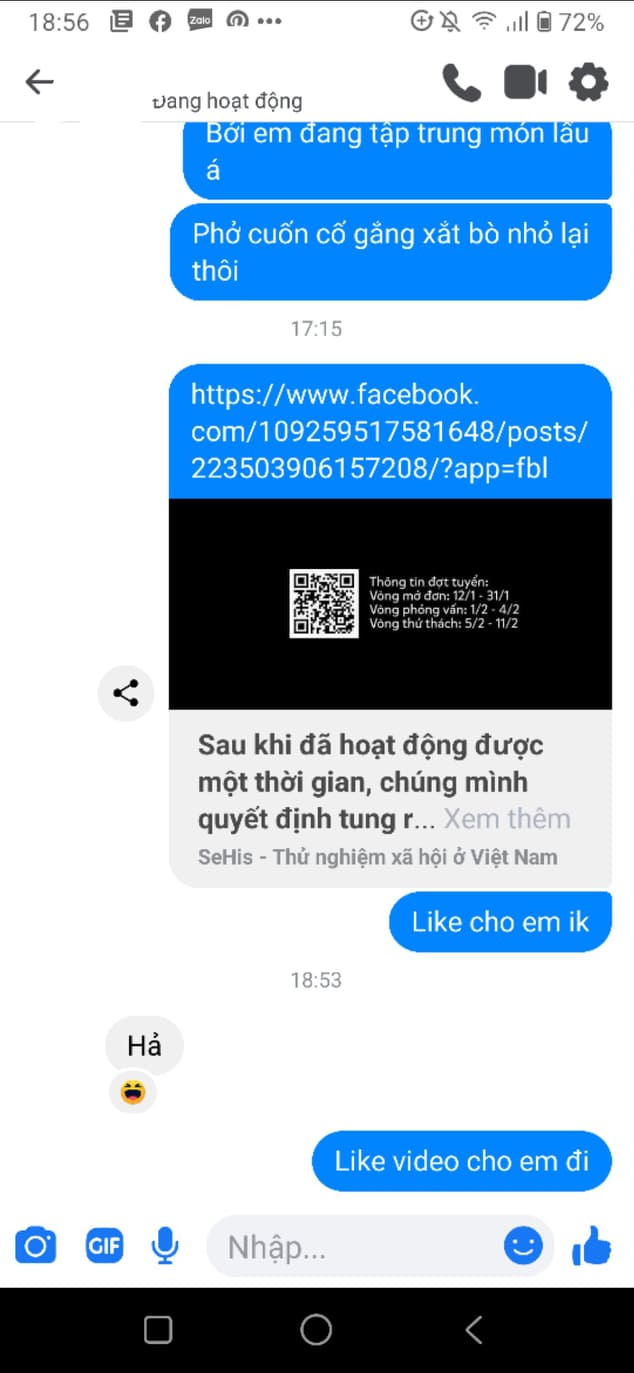 18:56 Zalo 72%
Đang hoạt động
Bởi em đang tập trung món lẩu
á
Phở cuốn cố gắng xắt bò nhỏ lại
thôi
17:15
https://www.facebook.
com/109259517581648/posts/
223503906157208/?app=fbl
Thông tin đợt tuyển:
Vòng mở đơn: 12/1 - 31/1
Vòng phỏng vấn: 1/2 - 4/2
Vòng thử thách: 5/2 - 11/2
Sau khi đã hoạt động được
một thời gian, chúng mình
quyết định tung r... Xem thêm
SeHis - Thử nghiệm xã hội ở Việt Nam
Like cho em ik
18:53
Hả
Like video cho em đi
GIF
Nhập...